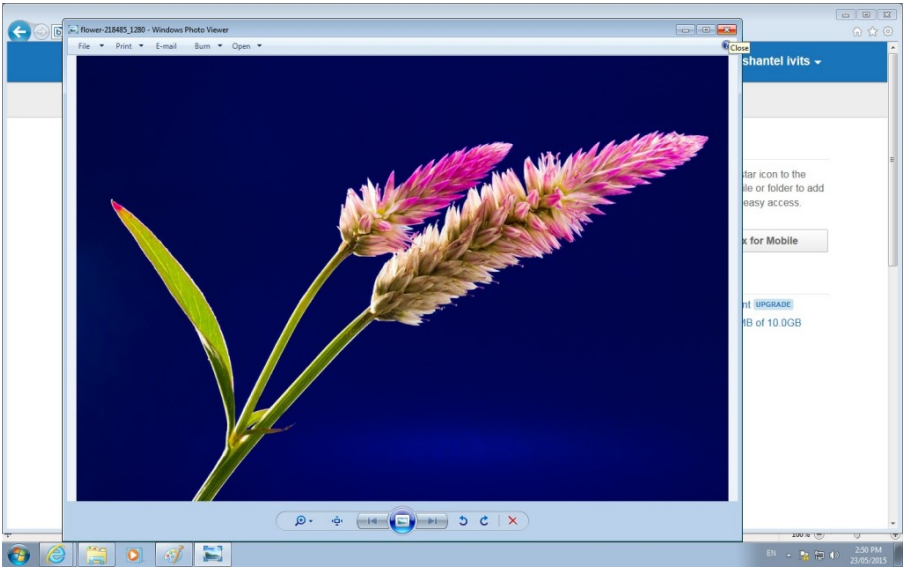 flower-218485_1280 - Windows Photo Viewer
File Print E-mail Burn Open
Close
shantel ivits
star icon to the
file or folder to add
easy access.
x for Mobile
nt UPGRADE
MB of 10.0GB
100%
EN
2:50 PM
23/05/2015